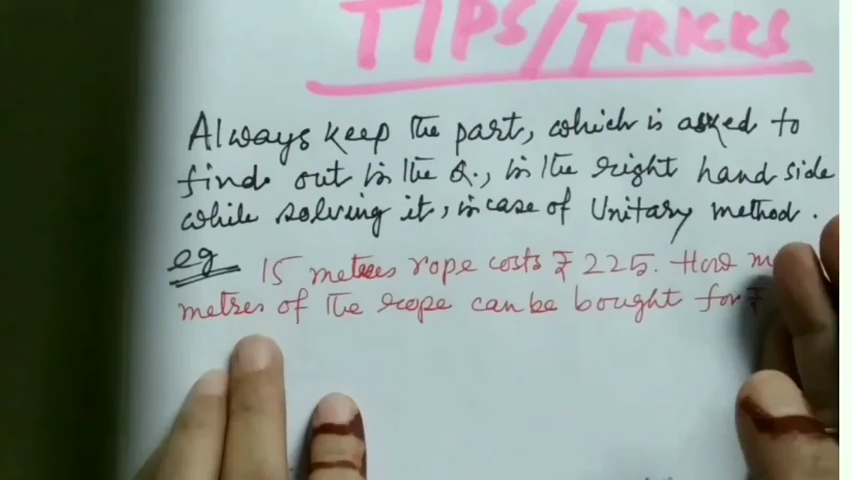 TIPS/TRICKS
Always keep the part, which is asked to
find out in the Q., in the right hand side
while solving it, in case of Unitary method.
eg 15 metres rope costs ₹ 225. How
metres of the rope can be bought for ₹